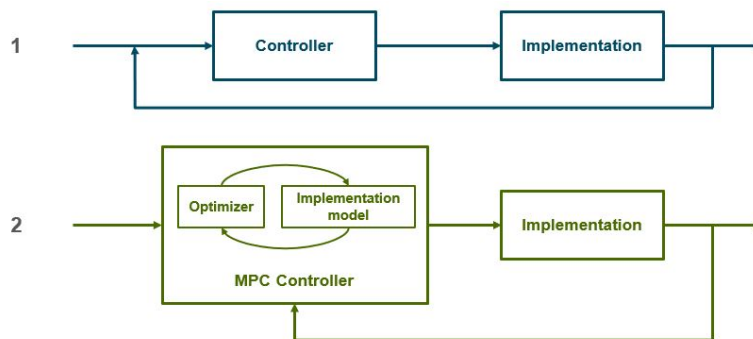 1
Controller
Implementation
2
Optimizer
Implementation
model
Implementation
MPC Controller